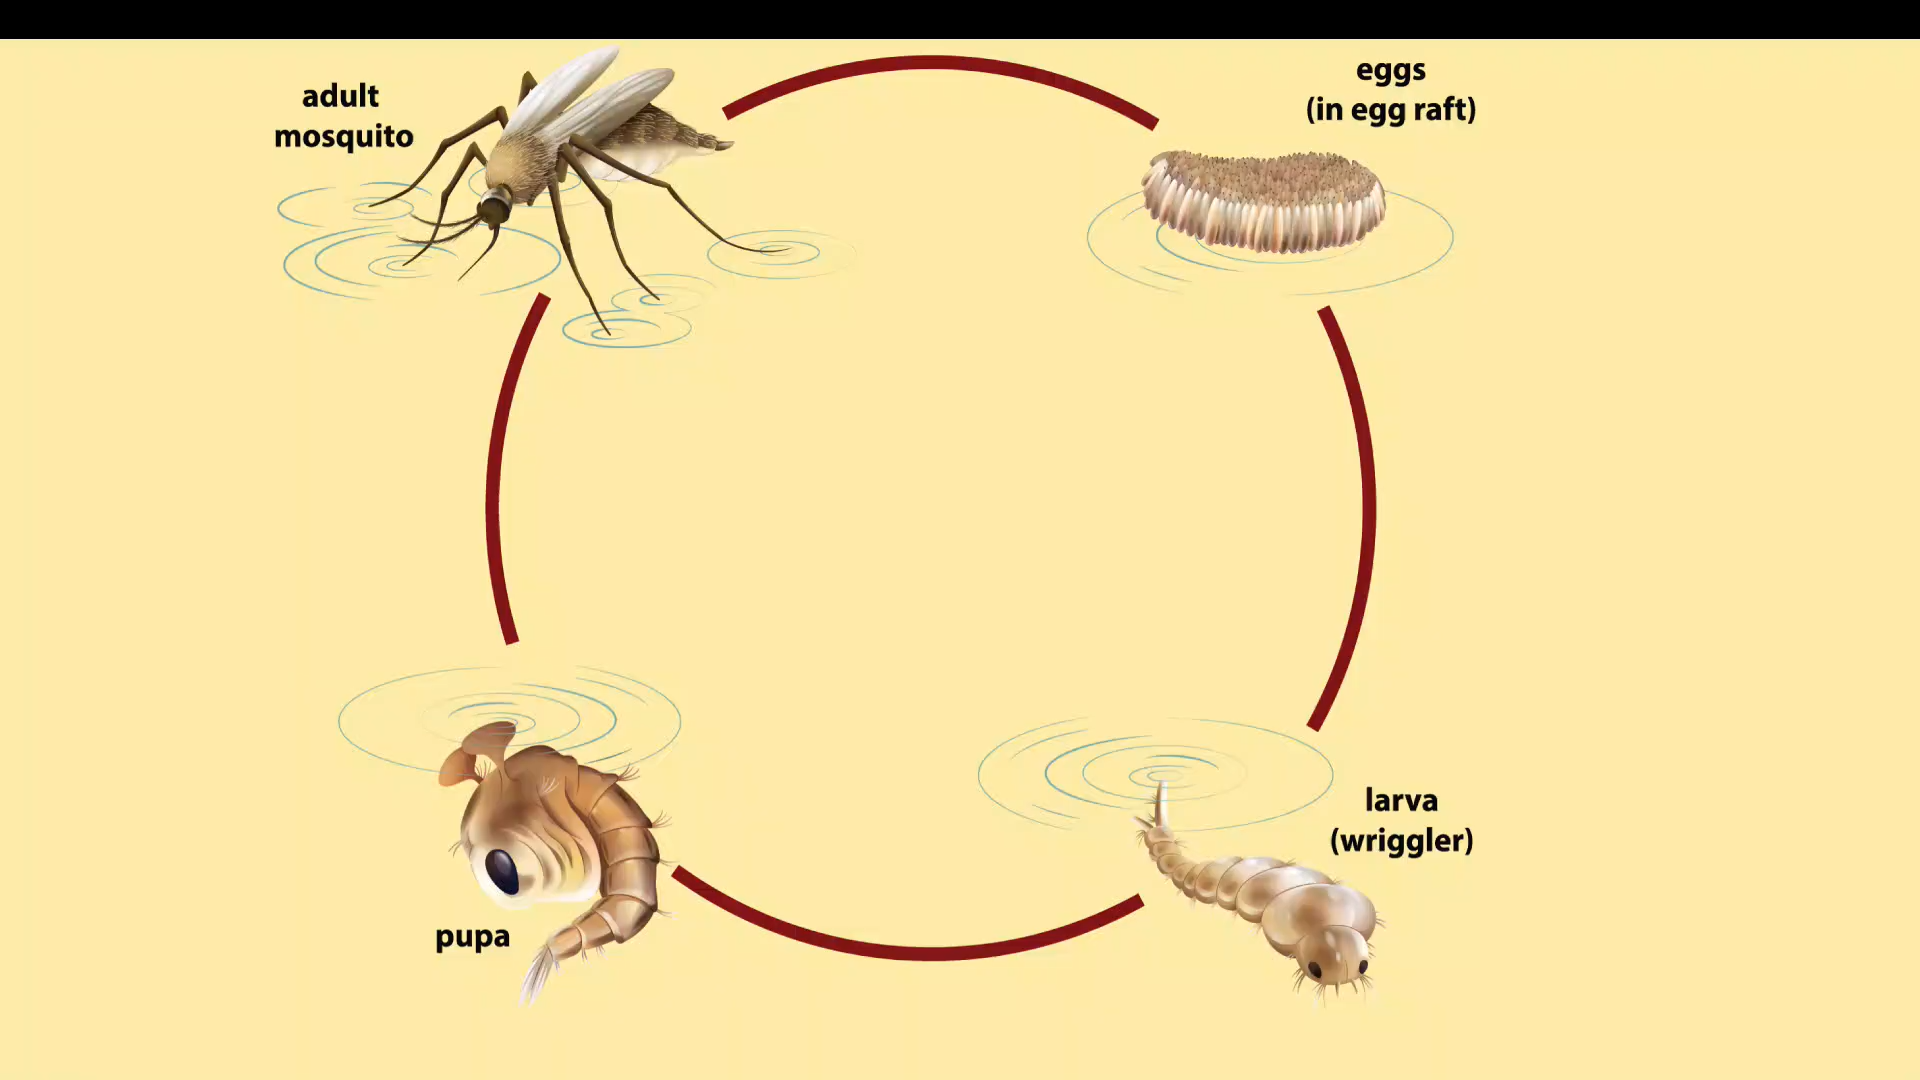 adult
mosquito
eggs
(in egg raft)
larva
(wriggler)
pupa